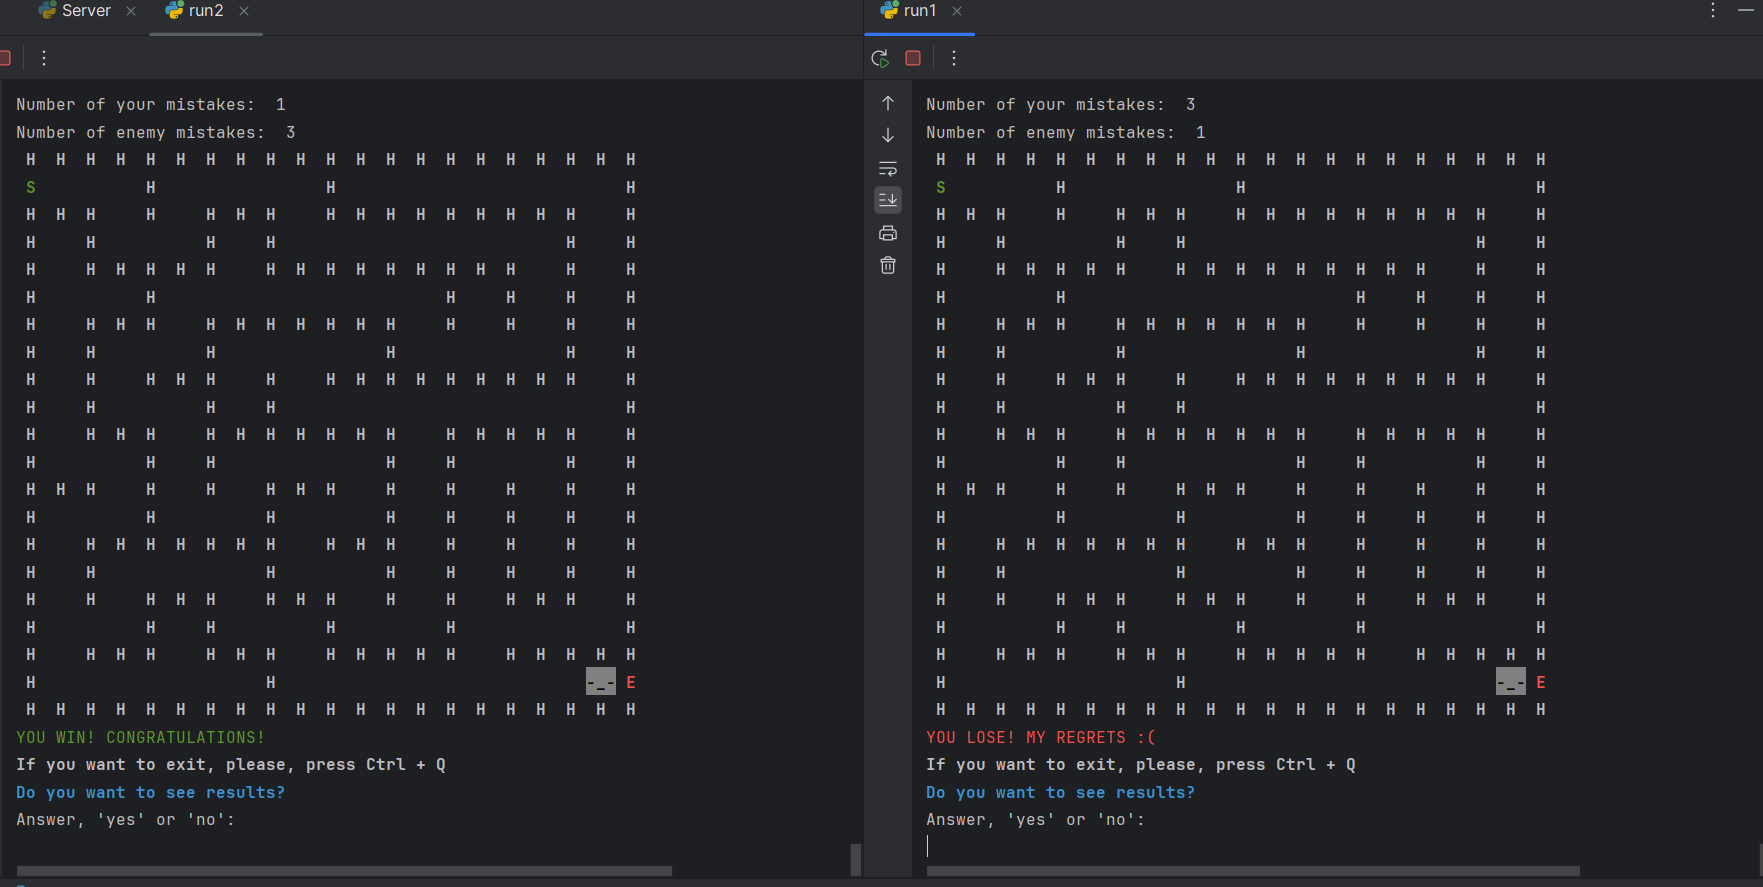 Server
run2
Number of your mistakes: 1
Number of enemy mistakes: 3
H H H H H H H H H H H H H H H H H H H H H
S H H H
H H H H H H H H H H H H H H H H H
H H H H H H
H H H H H H H H H H H H H H H H H
H H H H H H
H H H H H H H H H H H H H H H
H H H H H H
H H H H H H H H H H H H H H H H
H H H H H
H H H H H H H H H H H H H H H H H
H H H H H H H
H H H H H H H H H H H H H
H H H H H H H H
H H H H H H H H H H H H H H H
H H H H H H H H
H H H H H H H H H H H H H H
H H H H H H
H H H H H H H H H H H H H H H H H
H H -_- E
H H H H H H H H H H H H H H H H H H H H H
YOU WIN! CONGRATULATIONS!
If you want to exit, please, press Ctrl + Q
Do you want to see results?
Answer, 'yes' or 'no':
run1
Number of your mistakes: 3
Number of enemy mistakes: 1
H H H H H H H H H H H H H H H H H H H H H
S H H H
H H H H H H H H H H H H H H H H H
H H H H H H
H H H H H H H H H H H H H H H H H
H H H H H H
H H H H H H H H H H H H H H H
H H H H H H
H H H H H H H H H H H H H H H H
H H H H H
H H H H H H H H H H H H H H H H H
H H H H H H H
H H H H H H H H H H H H H
H H H H H H H H
H H H H H H H H H H H H H H H
H H H H H H H H
H H H H H H H H H H H H H H
H H H H H H
H H H H H H H H H H H H H H H H H
H H -_- E
H H H H H H H H H H H H H H H H H H H H H
YOU LOSE! MY REGRETS :(
If you want to exit, please, press Ctrl + Q
Do you want to see results?
Answer, 'yes' or 'no':